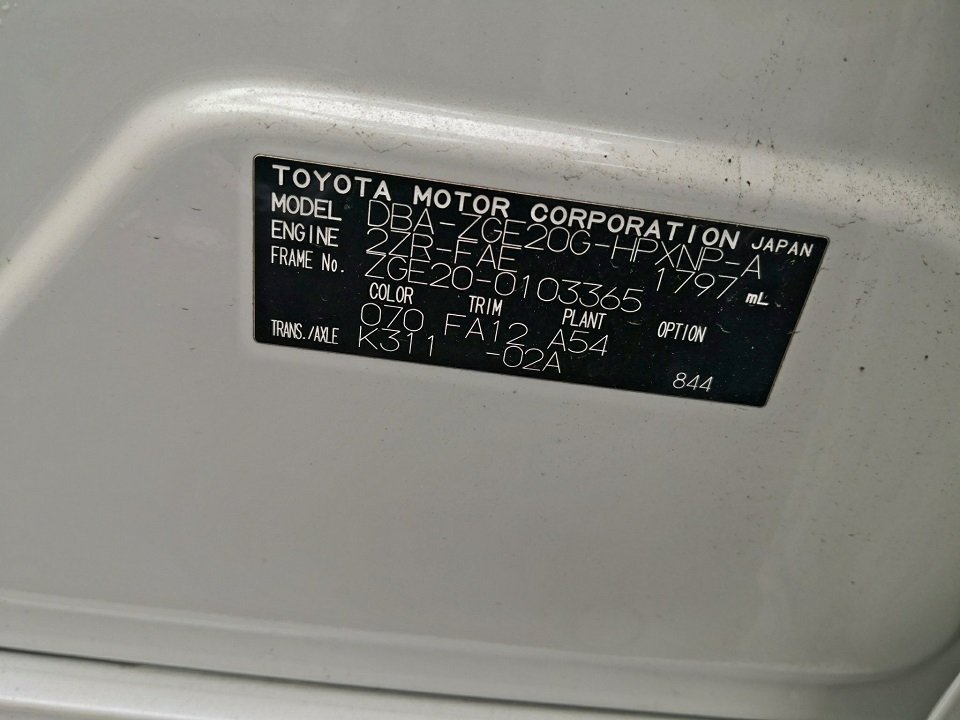 TOYOTA MOTOR CORPORATION JAPAN
MODEL DBA-ZGE20G-HPXNP-A
ENGINE 2ZR-FAE 1797 mL
FRAME No. ZGE20-0103365
COLOR TRIM PLANT OPTION
070 FA12 A54
TRANS./AXLE K311 -02A
844